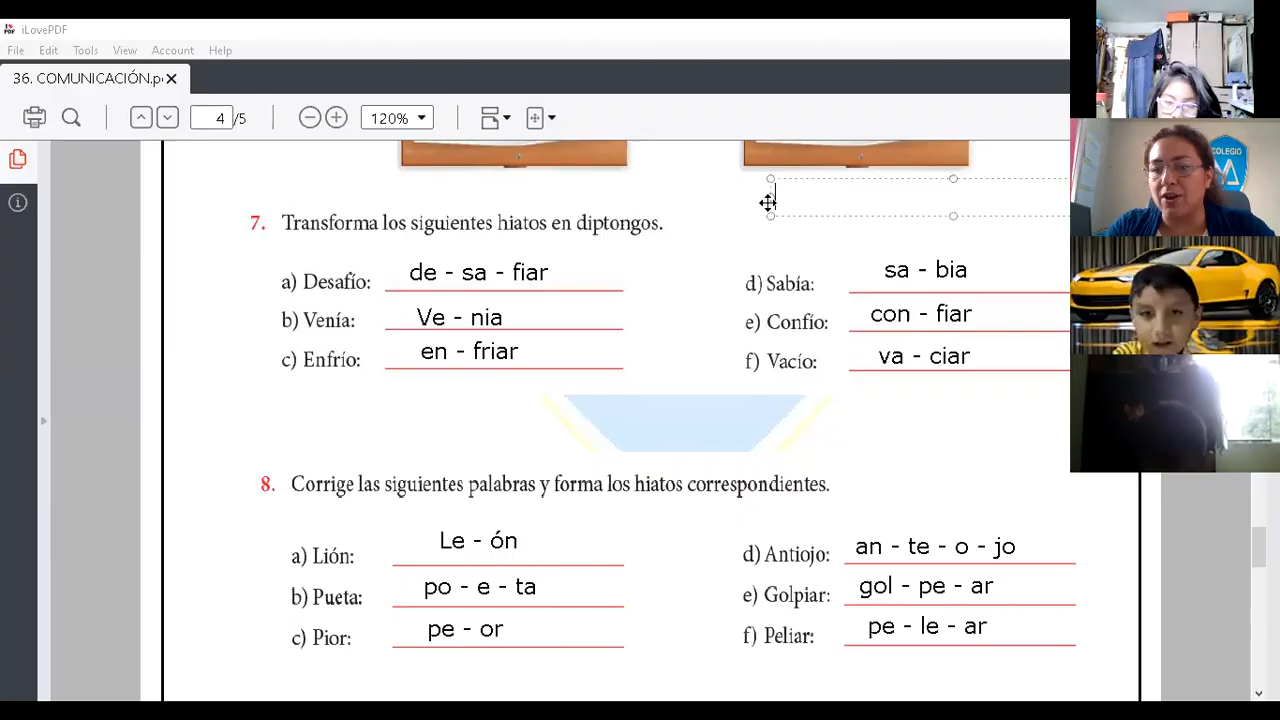 iLovePDF
File Edit Tools View Account Help
36. COMUNICACIÓN.p
4 /5 120%
COLEGIO
7. Transforma los siguientes hiatos en diptongos.
a) Desafío: de - sa - fiar
d) Sabía: sa - bia
b) Venía: Ve - nia
e) Confío: con - fiar
c) Enfrío: en - friar
f) Vacío: va - ciar
8. Corrige las siguientes palabras y forma los hiatos correspondientes.
a) Lión: Le - ón
d) Antiojo: an - te - o - jo
b) Pueta: po - e - ta
e) Golpiar: gol - pe - ar
c) Pior: pe - or
f) Peliar: pe - le - ar